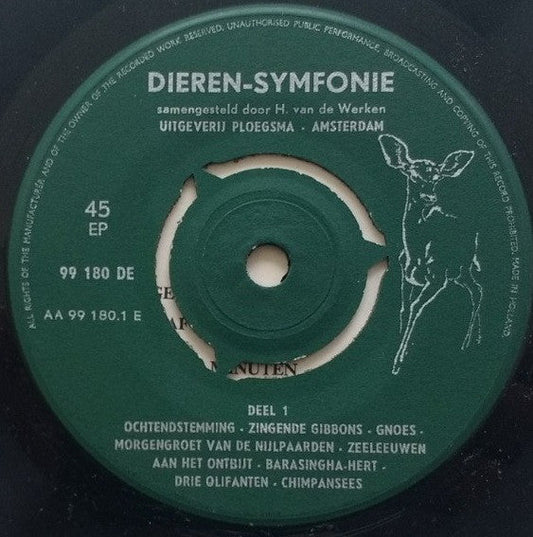 ALL RIGHTS OF THE MANUFACTURER AND OF THE OWNER OF THE RECORDED WORK RESERVED. UNAUTHORISED PUBLIC PERFORMANCE, BROADCASTING AND COPYING OF THIS RECORD PROHIBITED. MADE IN HOLLAND.
DIEREN-SYMFONIE
samengesteld door H. van de Werken
UITGEVERIJ PLOEGSMA - AMSTERDAM
45
EP
99 180 DE
AA 99 180.1 E
MINUTEN
DEEL 1
OCHTENDSTEMMING - ZINGENDE GIBBONS - GNOES -
MORGENGROET VAN DE NIJLPAARDEN - ZEELEEUWEN
AAN HET ONTBIJT - BARASINGHA-HERT -
DRIE OLIFANTEN - CHIMPANSEES